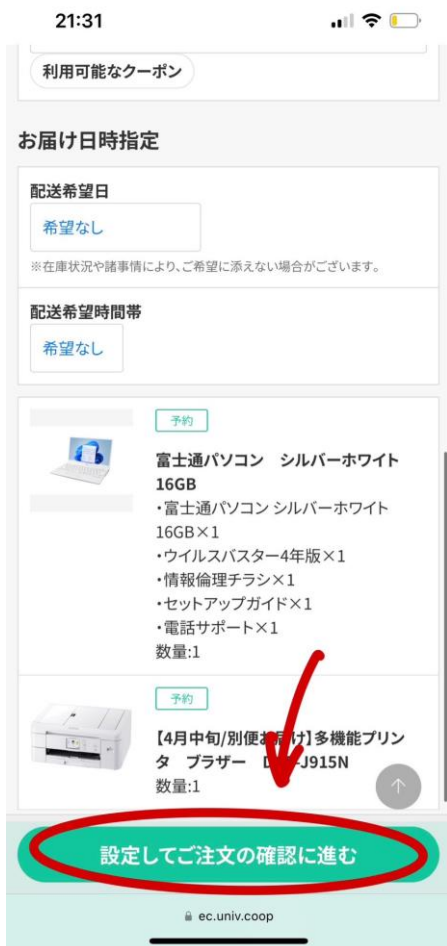 21:31
利用可能なクーポン
お届け日時指定
配送希望日
希望なし
※在庫状況や諸事情により、ご希望に添えない場合がございます。
配送希望時間帯
希望なし
予約
富士通パソコン　シルバーホワイト
16GB
・富士通パソコン シルバーホワイト
16GB×1
・ウイルスバスター4年版×1
・情報倫理チラシ×1
・セットアップガイド×1
・電話サポート×1
数量:1
予約
【4月中旬/別便お届け】多機能プリン
タ　ブラザー　-J915N
数量:1
設定してご注文の確認に進む
ec.univ.coop